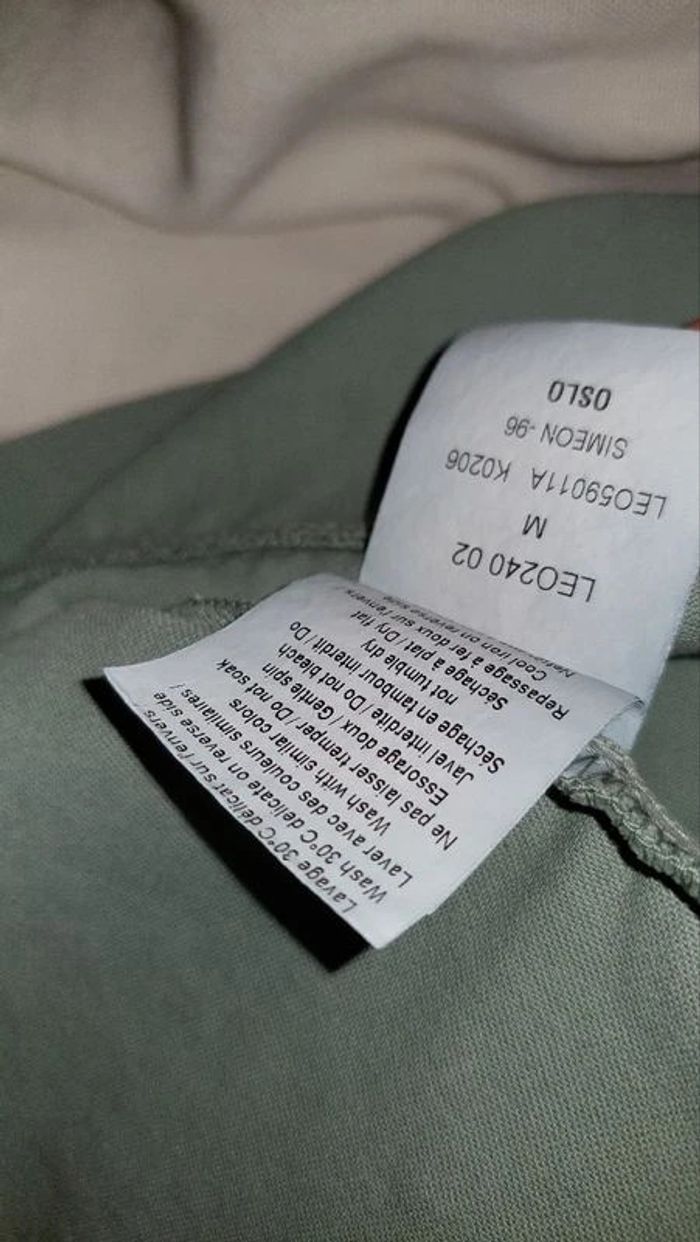 Lavage 30°C délicat sur l'envers
Wash 30°C délicate on reverse side
Laver avec des couleurs similaires /
Wash with similar colors
Ne pas laisser tremper / Do not soak
Essorage doux / Gentle spin
Javel interdite / Do not bleach
Séchage en tambour interdit / Do
not tumble dry
Séchage à plat / Dry flat
Repassage à fer doux sur l'envers
Cool iron on reverse side
LEO240 02
M
LEO59011A K0206
SIMEON -96
OSLO